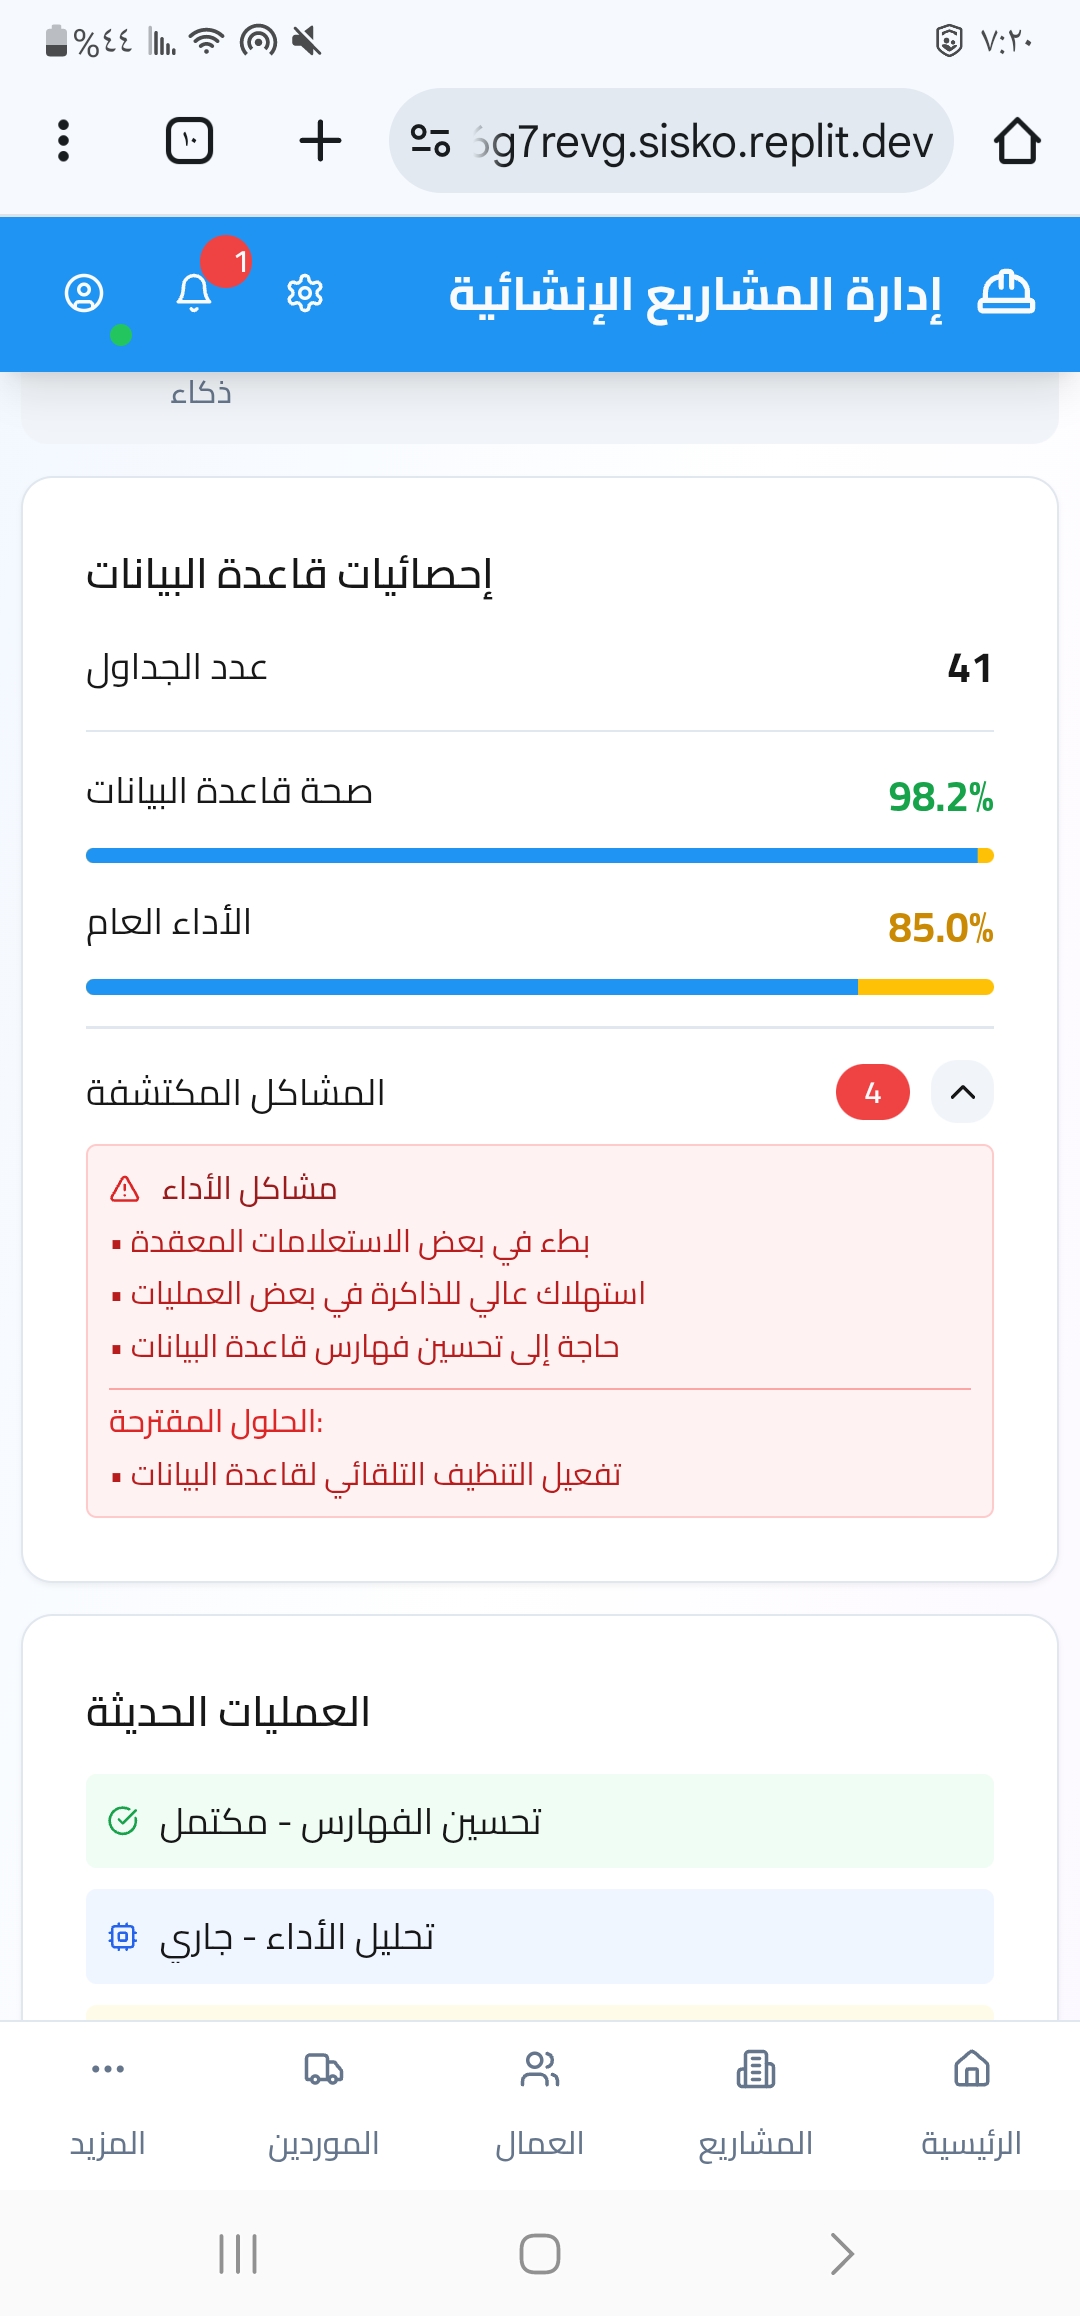 %٤٤
٧:٢٠
١٠
g7revg.sisko.replit.dev
إدارة المشاريع الإنشائية
1
ذكاء
إحصائيات قاعدة البيانات
عدد الجداول
41
صحة قاعدة البيانات
98.2%
الأداء العام
85.0%
المشاكل المكتشفة
4
مشاكل الأداء
▪ بطء في بعض الاستعلامات المعقدة
▪ استهلاك عالي للذاكرة في بعض العمليات
▪ حاجة إلى تحسين فهارس قاعدة البيانات
الحلول المقترحة:
▪ تفعيل التنظيف التلقائي لقاعدة البيانات
العمليات الحديثة
تحسين الفهارس - مكتمل
تحليل الأداء - جاري
الرئيسية
المشاريع
العمال
الموردين
المزيد